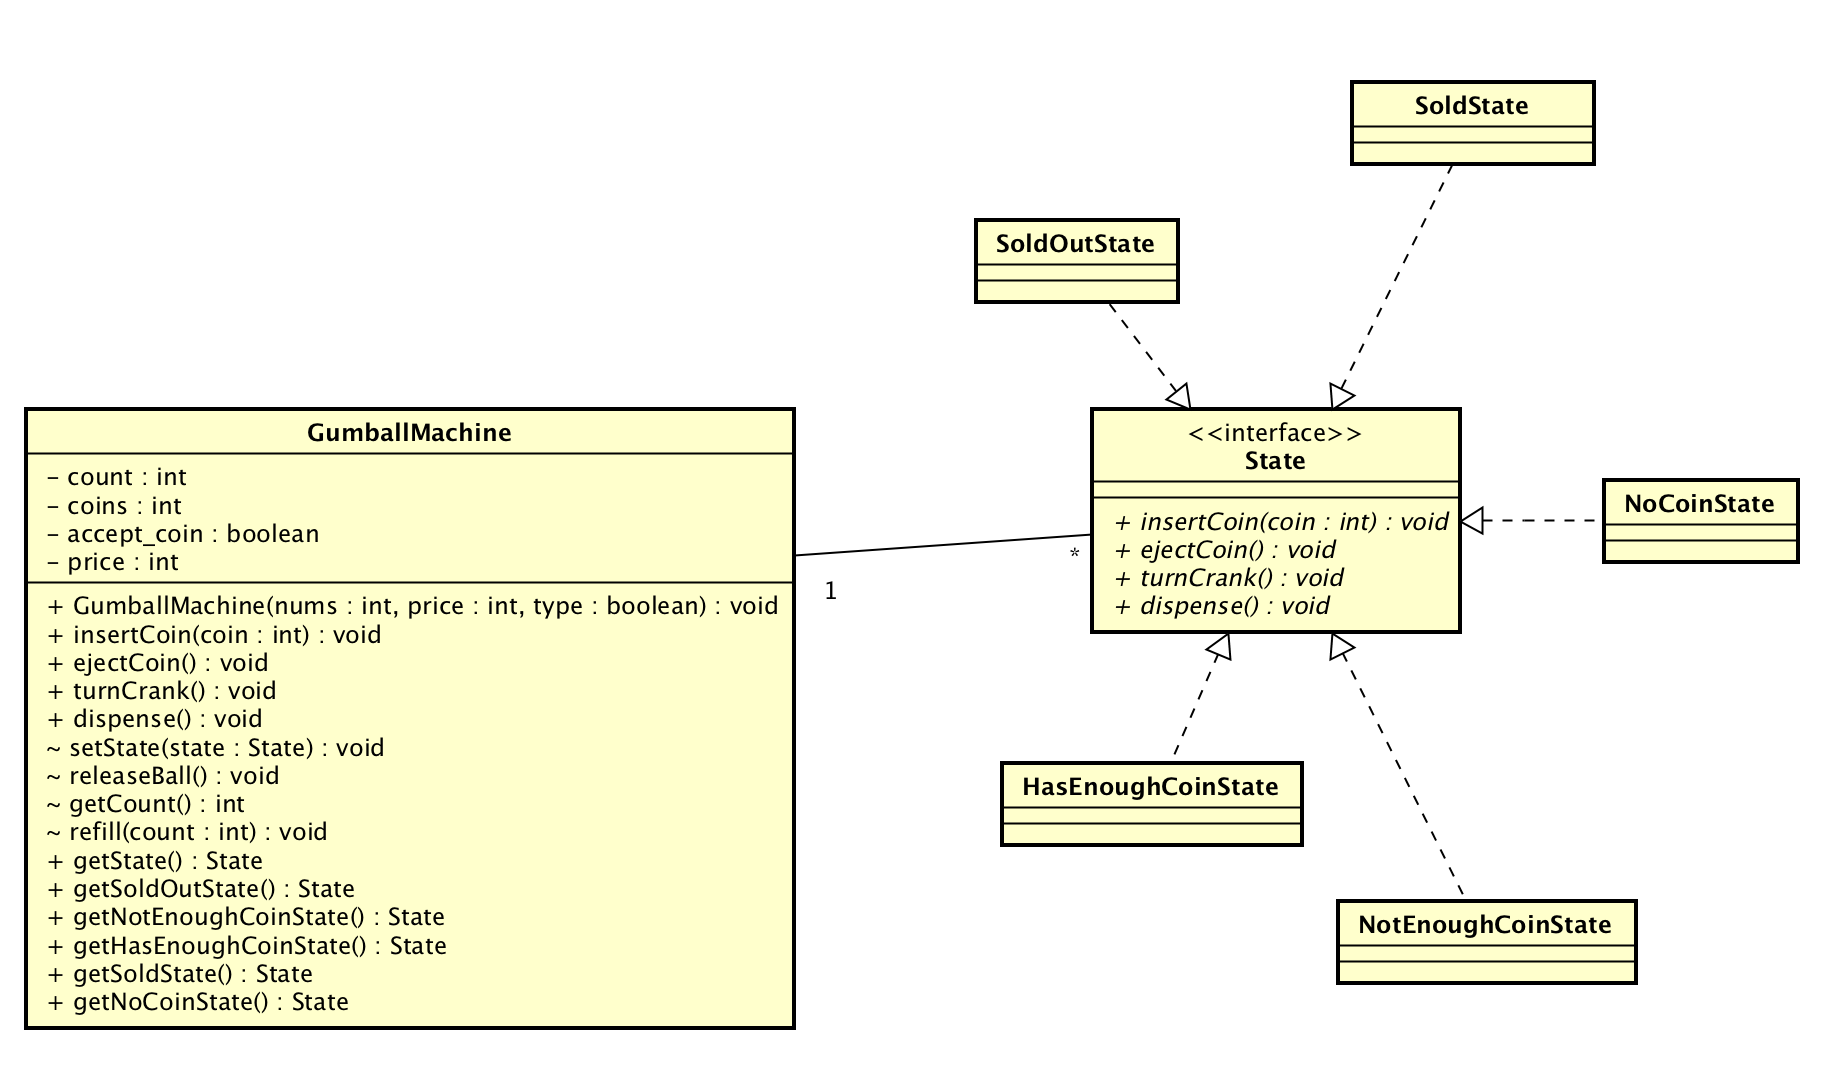 SoldState
SoldOutState
GumballMachine
– count : int
– coins : int
– accept_coin : boolean
– price : int
+ GumballMachine(nums : int, price : int, type : boolean) : void
+ insertCoin(coin : int) : void
+ ejectCoin() : void
+ turnCrank() : void
+ dispense() : void
~ setState(state : State) : void
~ releaseBall() : void
~ getCount() : int
~ refill(count : int) : void
+ getState() : State
+ getSoldOutState() : State
+ getNotEnoughCoinState() : State
+ getHasEnoughCoinState() : State
+ getSoldState() : State
+ getNoCoinState() : State
1
*
<<interface>>
State
+ insertCoin(coin : int) : void
+ ejectCoin() : void
+ turnCrank() : void
+ dispense() : void
NoCoinState
HasEnoughCoinState
NotEnoughCoinState